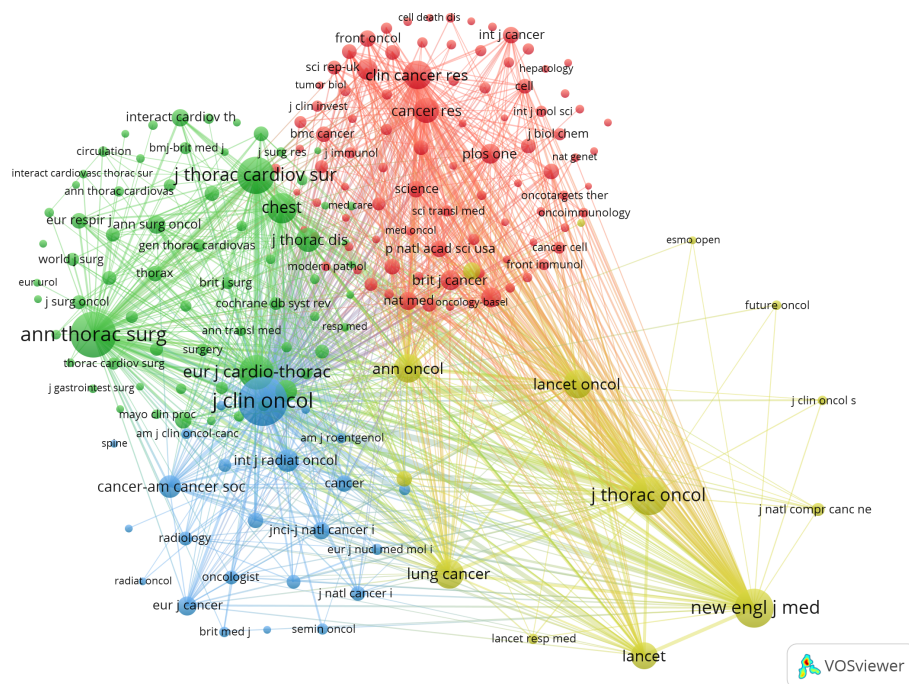 cell death dis
front oncol
int j cancer
sci rep-uk
clin cancer res
hepatology
tumor biol
cell
j clin invest
cancer res
int j mol sci
interact cardiov th
bmc cancer
j biol chem
circulation
bmj-brit med j
j surg res
j immunol
plos one
nat genet
interact cardiovasc thorac sur
j thorac cardiov sur
ann thorac cardiovas
science
oncotargets ther
chest
med care
sci transl med
oncoimmunology
eur respir j
ann surg oncol
med oncol
j thorac dis
esmo open
gen thorac cardiovas
p natl acad sci usa
cancer cell
world j surg
modern pathol
front immunol
thorax
eur urol
brit j surg
brit j cancer
j surg oncol
cochrane db syst rev
nat med
oncology-basel
future oncol
ann thorac surg
ann transl med
resp med
surgery
thorac cardiov surg
eur j cardio-thorac
ann oncol
j gastrointest surg
lancet oncol
j clin oncol
j clin oncol s
mayo clin proc
am j clin oncol-canc
am j roentgenol
spine
int j radiat oncol
cancer-am cancer soc
cancer
j thorac oncol
j natl compr canc ne
jnci-j natl cancer i
radiology
eur j nucl med mol i
lung cancer
radiat oncol
oncologist
j natl cancer i
eur j cancer
new engl j med
brit med j
semin oncol
lancet resp med
lancet
VOSviewer